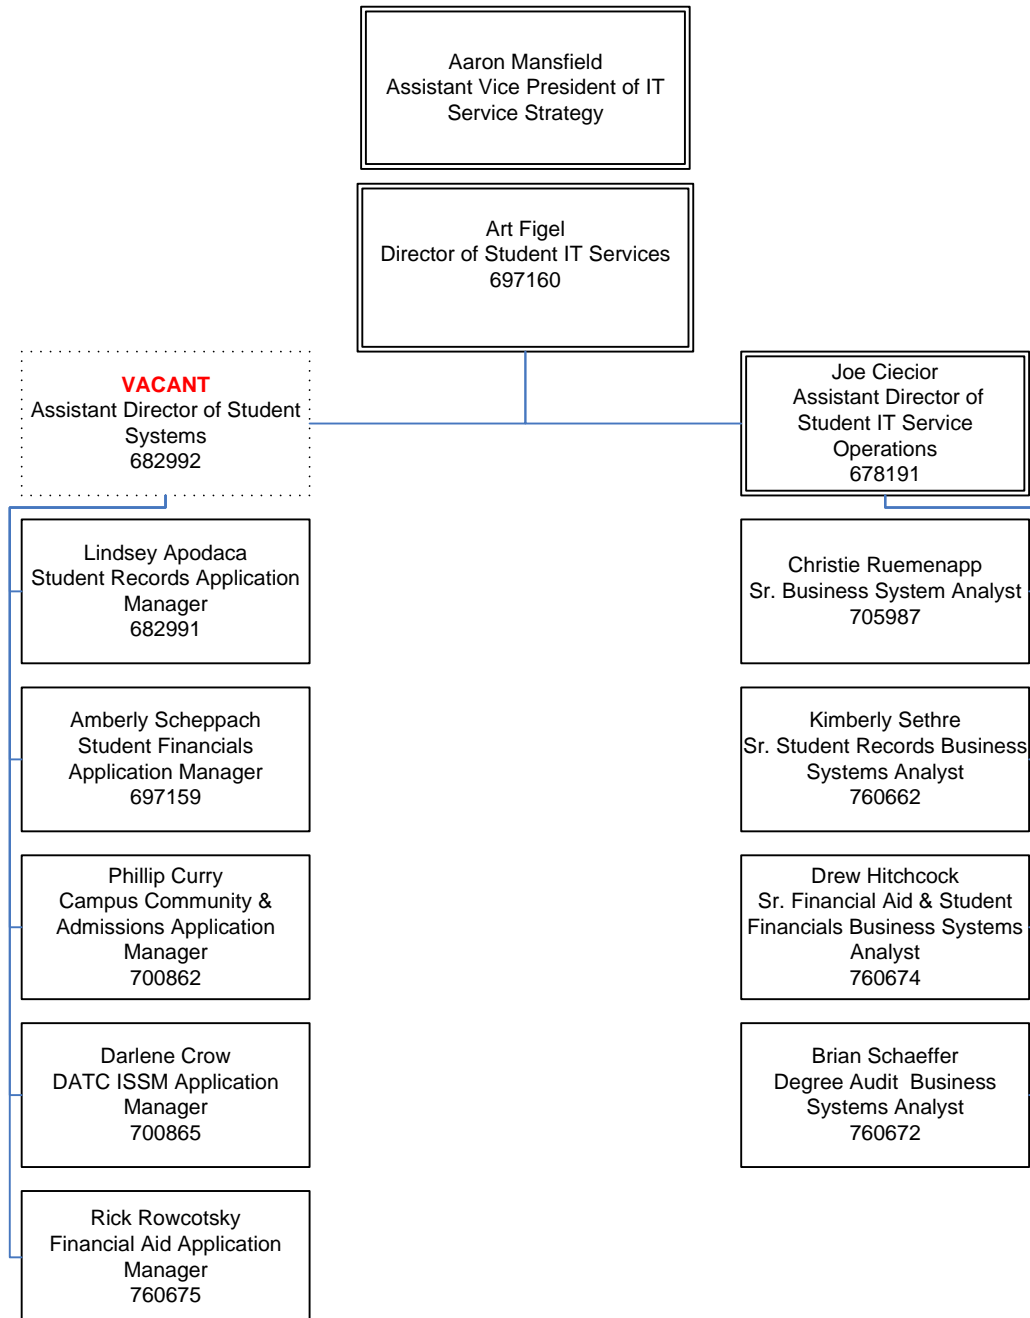 Aaron Mansfield
Assistant Vice President of IT
Service Strategy
Art Figel
Director of Student IT Services
697160
VACANT
Assistant Director of Student
Systems
682992
Joe Ciecior
Assistant Director of
Student IT Service
Operations
678191
Lindsey Apodaca
Student Records Application
Manager
682991
Christie Ruemenapp
Sr. Business System Analyst
705987
Amberly Scheppach
Student Financials
Application Manager
697159
Kimberly Sethre
Sr. Student Records Business
Systems Analyst
760662
Phillip Curry
Campus Community &
Admissions Application
Manager
700862
Drew Hitchcock
Sr. Financial Aid & Student
Financials Business Systems
Analyst
760674
Darlene Crow
DATC ISSM Application
Manager
700865
Brian Schaeffer
Degree Audit  Business
Systems Analyst
760672
Rick Rowcotsky
Financial Aid Application
Manager
760675